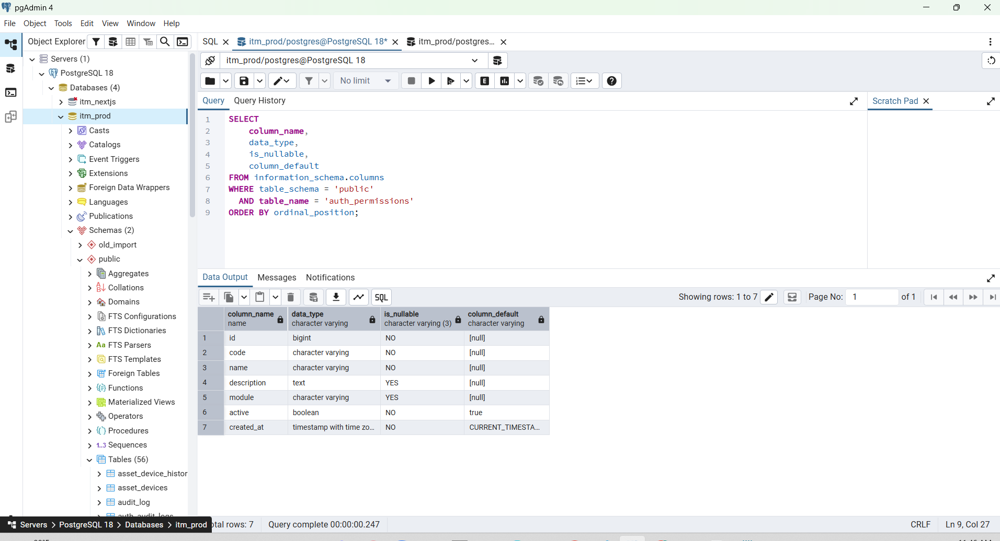 pgAdmin 4
File Object Tools Edit View Window Help
Object Explorer
SQL
itm_prod/postgres@PostgreSQL 18*
itm_prod/postgres...
Servers (1)
PostgreSQL 18
Databases (4)
itm_nextjs
itm_prod
Casts
Catalogs
Event Triggers
Extensions
Foreign Data Wrappers
Languages
Publications
Schemas (2)
old_import
public
Aggregates
Collations
Domains
FTS Configurations
FTS Dictionaries
Aa FTS Parsers
FTS Templates
Foreign Tables
Functions
Materialized Views
Operators
Procedures
1..3 Sequences
Tables (56)
asset_device_histor
asset_devices
audit_log
auth_audit_logs
Servers > PostgreSQL 18 > Databases > itm_prod
itm_prod/postgres@PostgreSQL 18
No limit
E
Query Query History
Scratch Pad
1 SELECT
2 column_name,
3 data_type,
4 is_nullable,
5 column_default
6 FROM information_schema.columns
7 WHERE table_schema = 'public'
8 AND table_name = 'auth_permissions'
9 ORDER BY ordinal_position;
Data Output Messages Notifications
SQL
Showing rows: 1 to 7
Page No: 1 of 1
column_name data_type is_nullable column_default
name character varying character varying (3) character varying
1 id bigint NO [null]
2 code character varying NO [null]
3 name character varying NO [null]
4 description text YES [null]
5 module character varying YES [null]
6 active boolean NO true
7 created_at timestamp with time zo... NO CURRENT_TIMESTA...
otal rows: 7 Query complete 00:00:00.247
CRLF Ln 9, Col 27